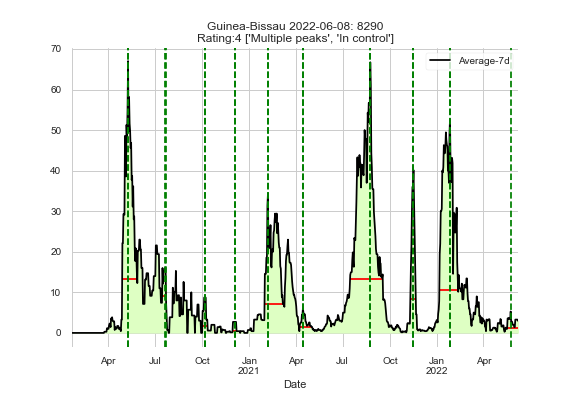 Guinea-Bissau 2022-06-08: 8290
Rating:4 ['Multiple peaks', 'In control']
Average-7d
70
60
50
40
30
20
10
0
Apr Jul Oct Jan Apr Jul Oct Jan Apr
2021 2022
Date